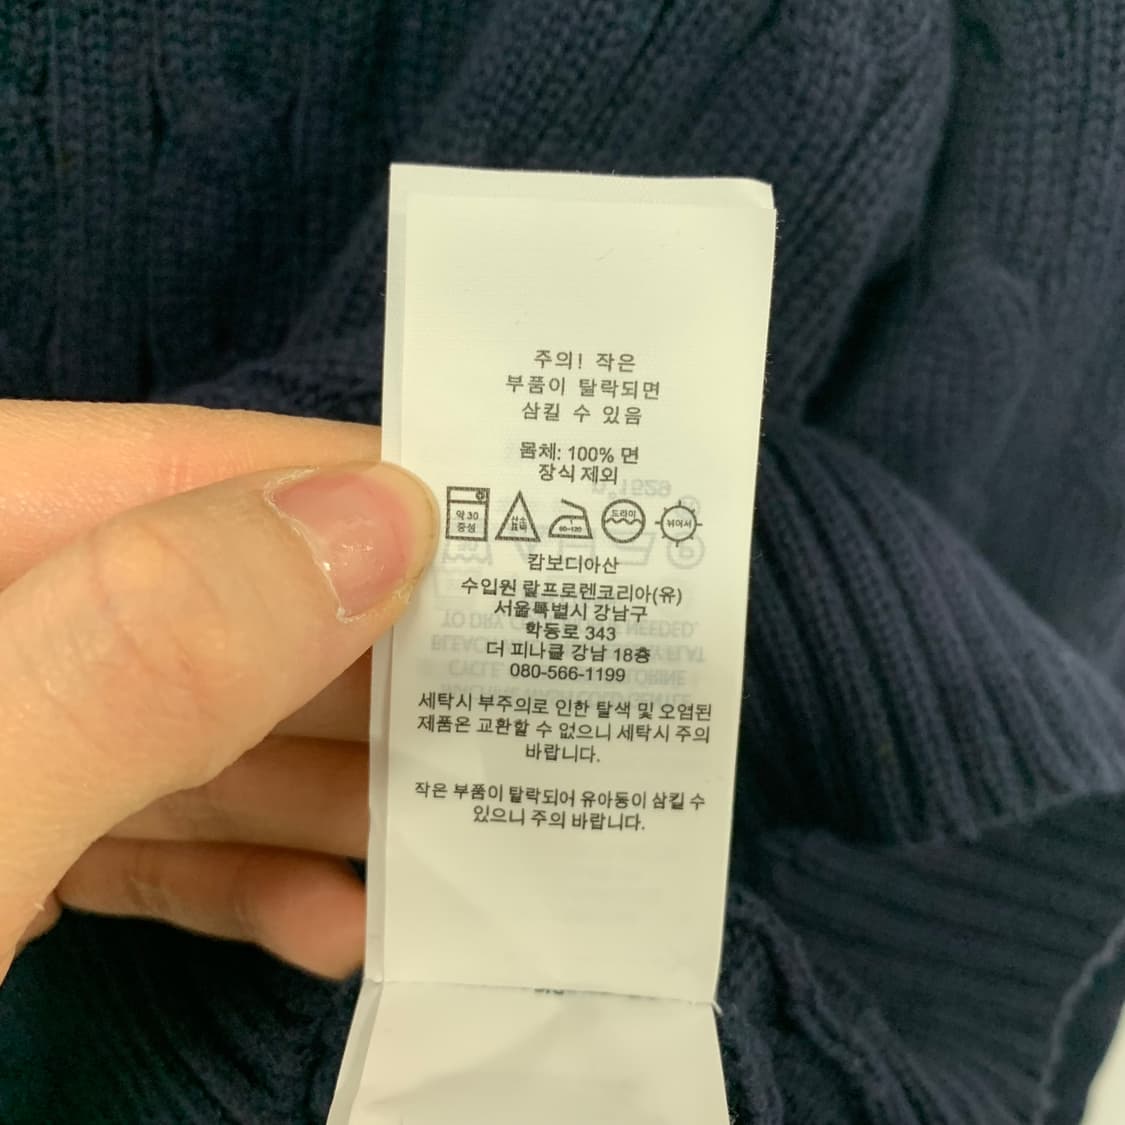 주의! 작은
부품이 탈락되면
삼킬 수 있음
몸체: 100% 면
장식 제외
약 30
중성
산소
표백
60~120
드라이
뉘어서
캄보디아산
수입원 랄프로렌코리아(유)
서울특별시 강남구
학동로 343
더 피나클 강남 18층
080-566-1199
세탁시 부주의로 인한 탈색 및 오염된
제품은 교환할 수 없으니 세탁시 주의
바랍니다.
작은 부품이 탈락되어 유아둥이 삼킬 수
있으니 주의 바랍니다.